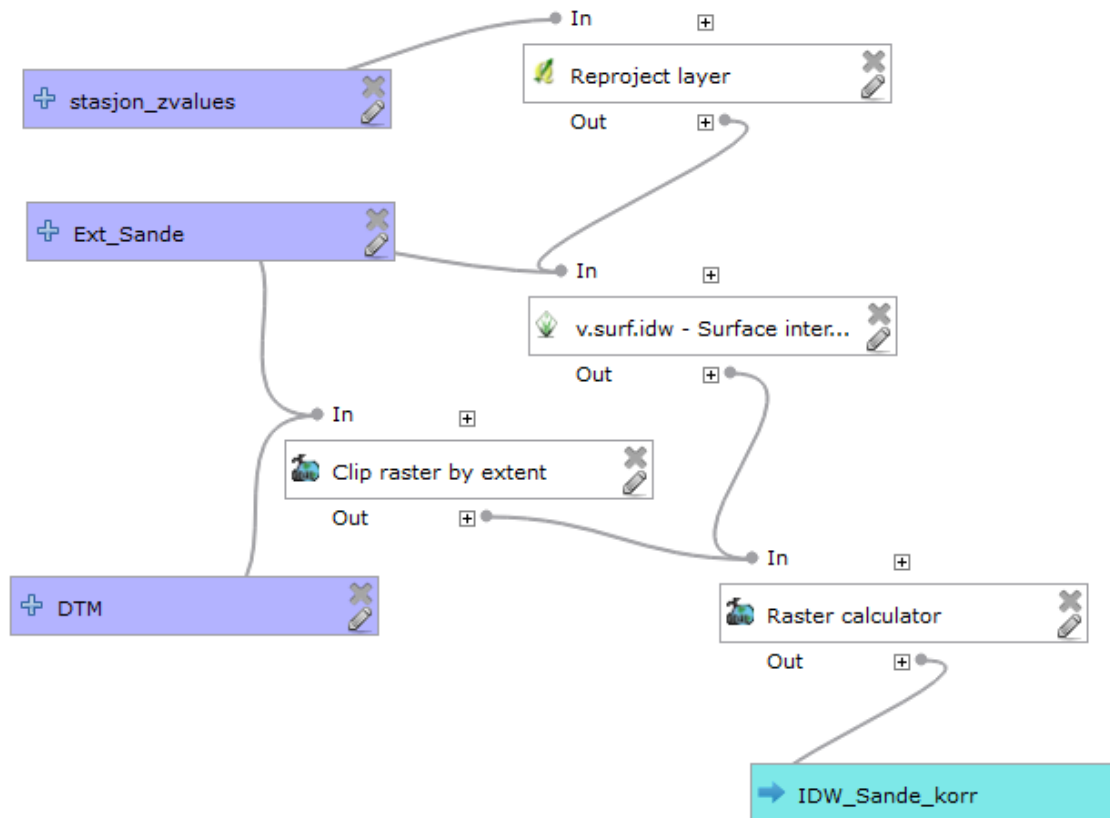 In
stasjon_zvalues
Reproject layer
Out
Ext_Sande
In
v.surf.idw - Surface inter...
Out
In
Clip raster by extent
Out
In
DTM
Raster calculator
Out
IDW_Sande_korr